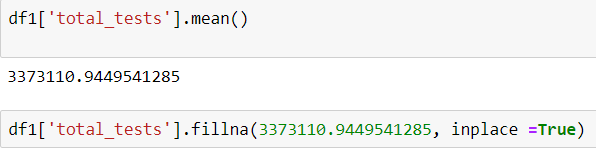 df1['total_tests'].mean()
3373110.9449541285
df1['total_tests'].fillna(3373110.9449541285, inplace =True)